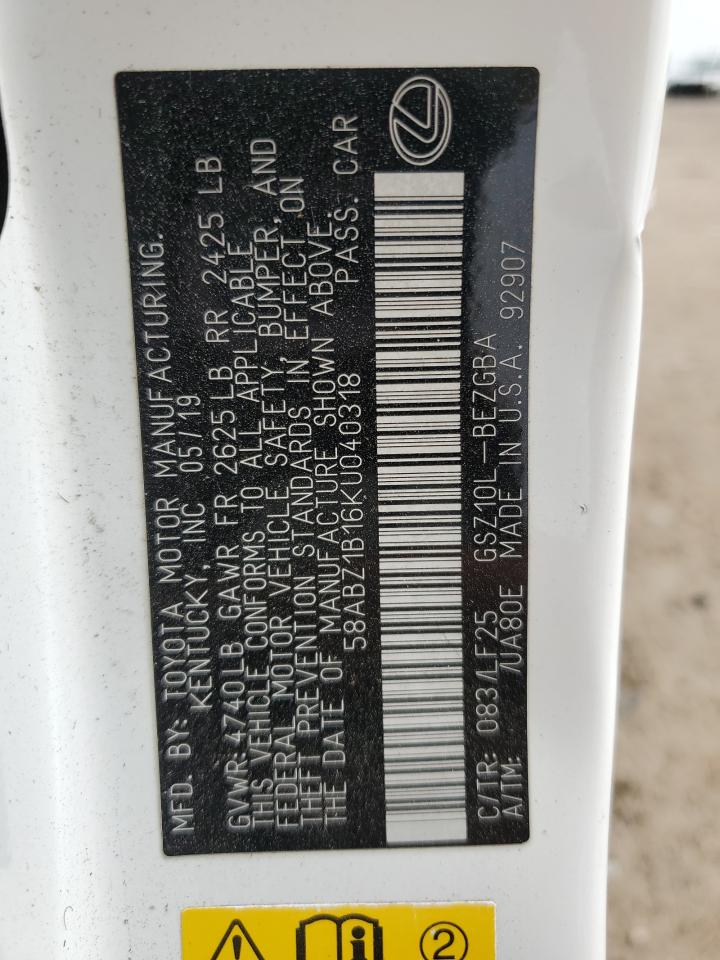 MFD. BY: TOYOTA MOTOR MANUFACTURING.
KENTUCKY, INC 05/19
GVWR:4740LB GAWR FR 2625LB RR 2425 LB
THIS VEHICLE CONFORMS TO ALL APPLICABLE
FEDERAL MOTOR VEHICLE SAFETY, BUMPER, AND
THEFT PREVENTION STANDARDS IN EFFECT ON
THE DATE OF MANUFACTURE SHOWN ABOVE.
58ABZ1B16KU040318 PASS. CAR
C/TR: 083/LF25 GSZ10L-BEZGBA
A/TM: /UA80E MADE IN U.S.A. 92907
2